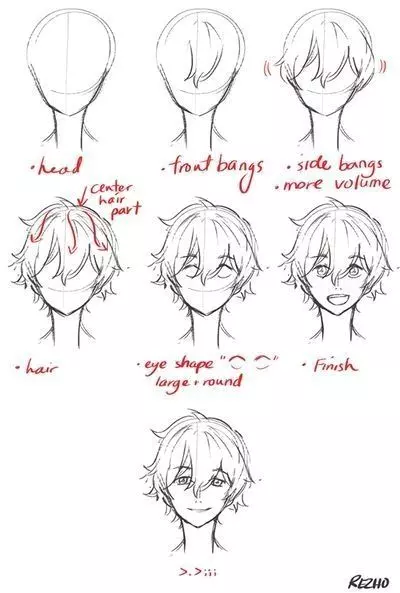 • head
• front bangs
• side bangs
• more volume
center
hair
part
• hair
• eye shape "⌒ ⌒"
large + round
• Finish
>.>;;;
REZHO